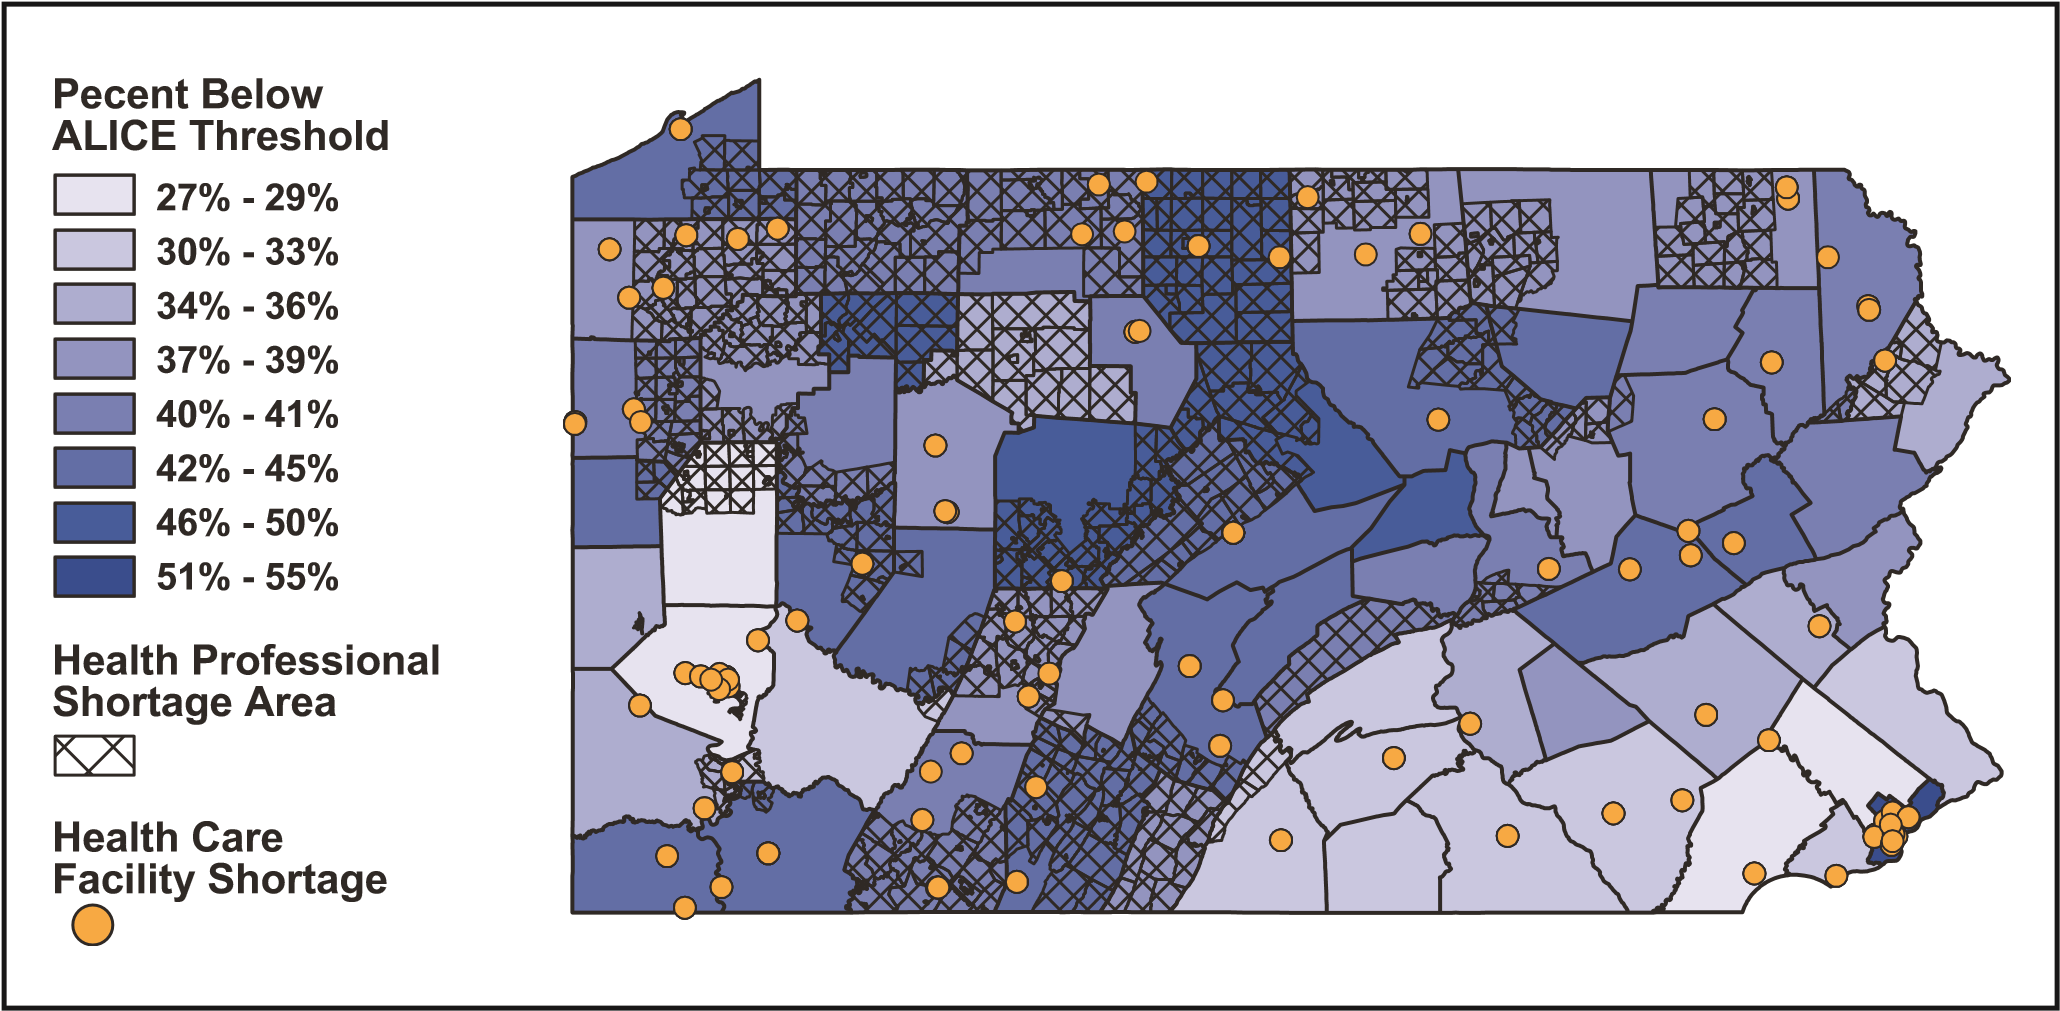 Pecent Below
ALICE Threshold
27% - 29%
30% - 33%
34% - 36%
37% - 39%
40% - 41%
42% - 45%
46% - 50%
51% - 55%
Health Professional
Shortage Area
Health Care
Facility Shortage